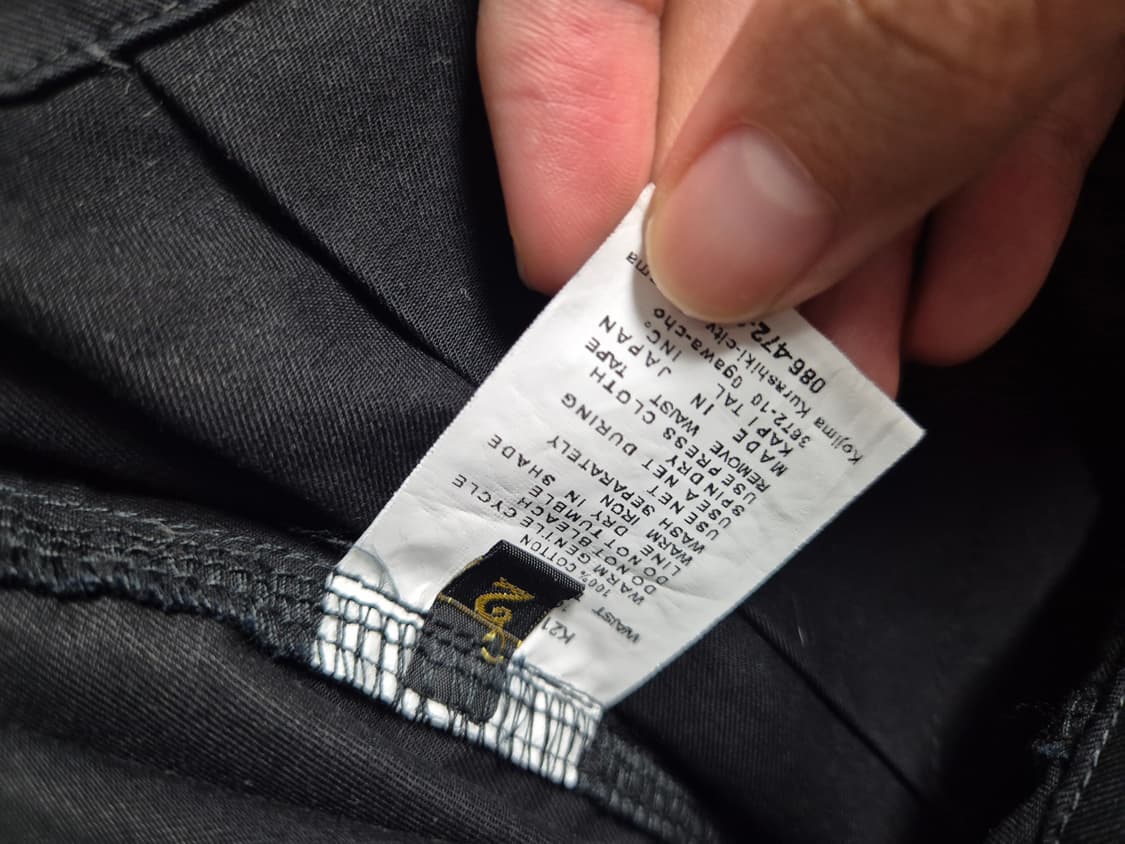 2
K21
WAIST
100% COTTON
WARM GENTLE CYCLE
DO NOT BLEACH
DO NOT TUMBLE
LINE DRY IN SHADE
WARM IRON
WASH SEPARATELY
USE A NET DURING
SPIN DRY
USE PRESS CLOTH
REMOVE WAIST TAPE
MADE IN JAPAN
KAPITAL INC。
3672-10 Ogawa-cho
Kojima Kurashiki-city
086-472-